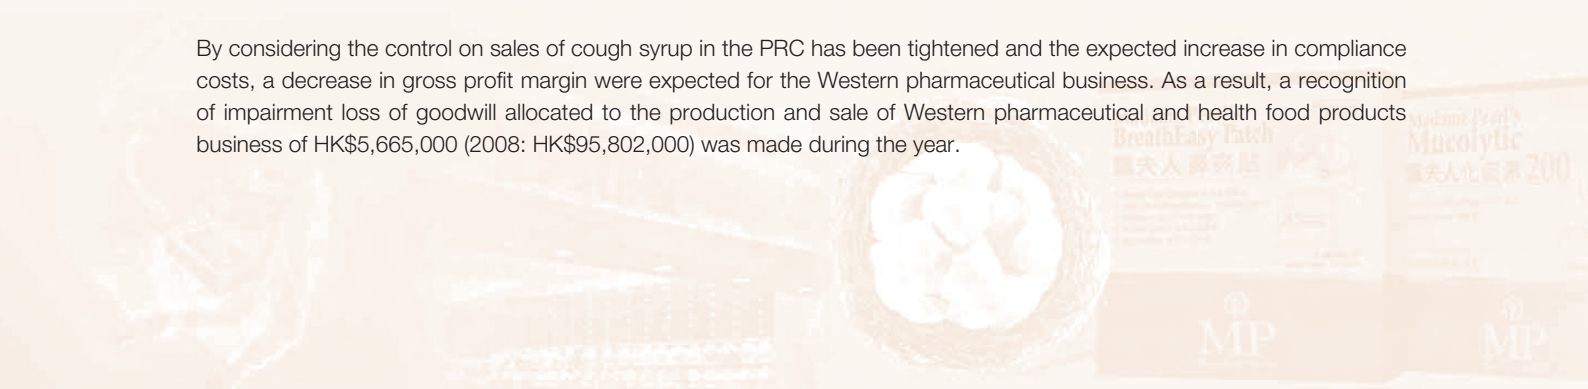 By considering the control on sales of cough syrup in the PRC has been tightened and the expected increase in compliance
costs, a decrease in gross profit margin were expected for the Western pharmaceutical business. As a result, a recognition
of impairment loss of goodwill allocated to the production and sale of Western pharmaceutical and health food products
business of HK$5,665,000 (2008: HK$95,802,000) was made during the year.
BreathEasy Patch
Madame Pearl's
Mucolytic
200
MP
MP